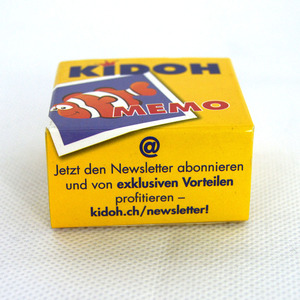 KiDOH
MEMO
@
Jetzt den Newsletter abonnieren
und von exklusiven Vorteilen
profitieren –
kidoh.ch/newsletter!